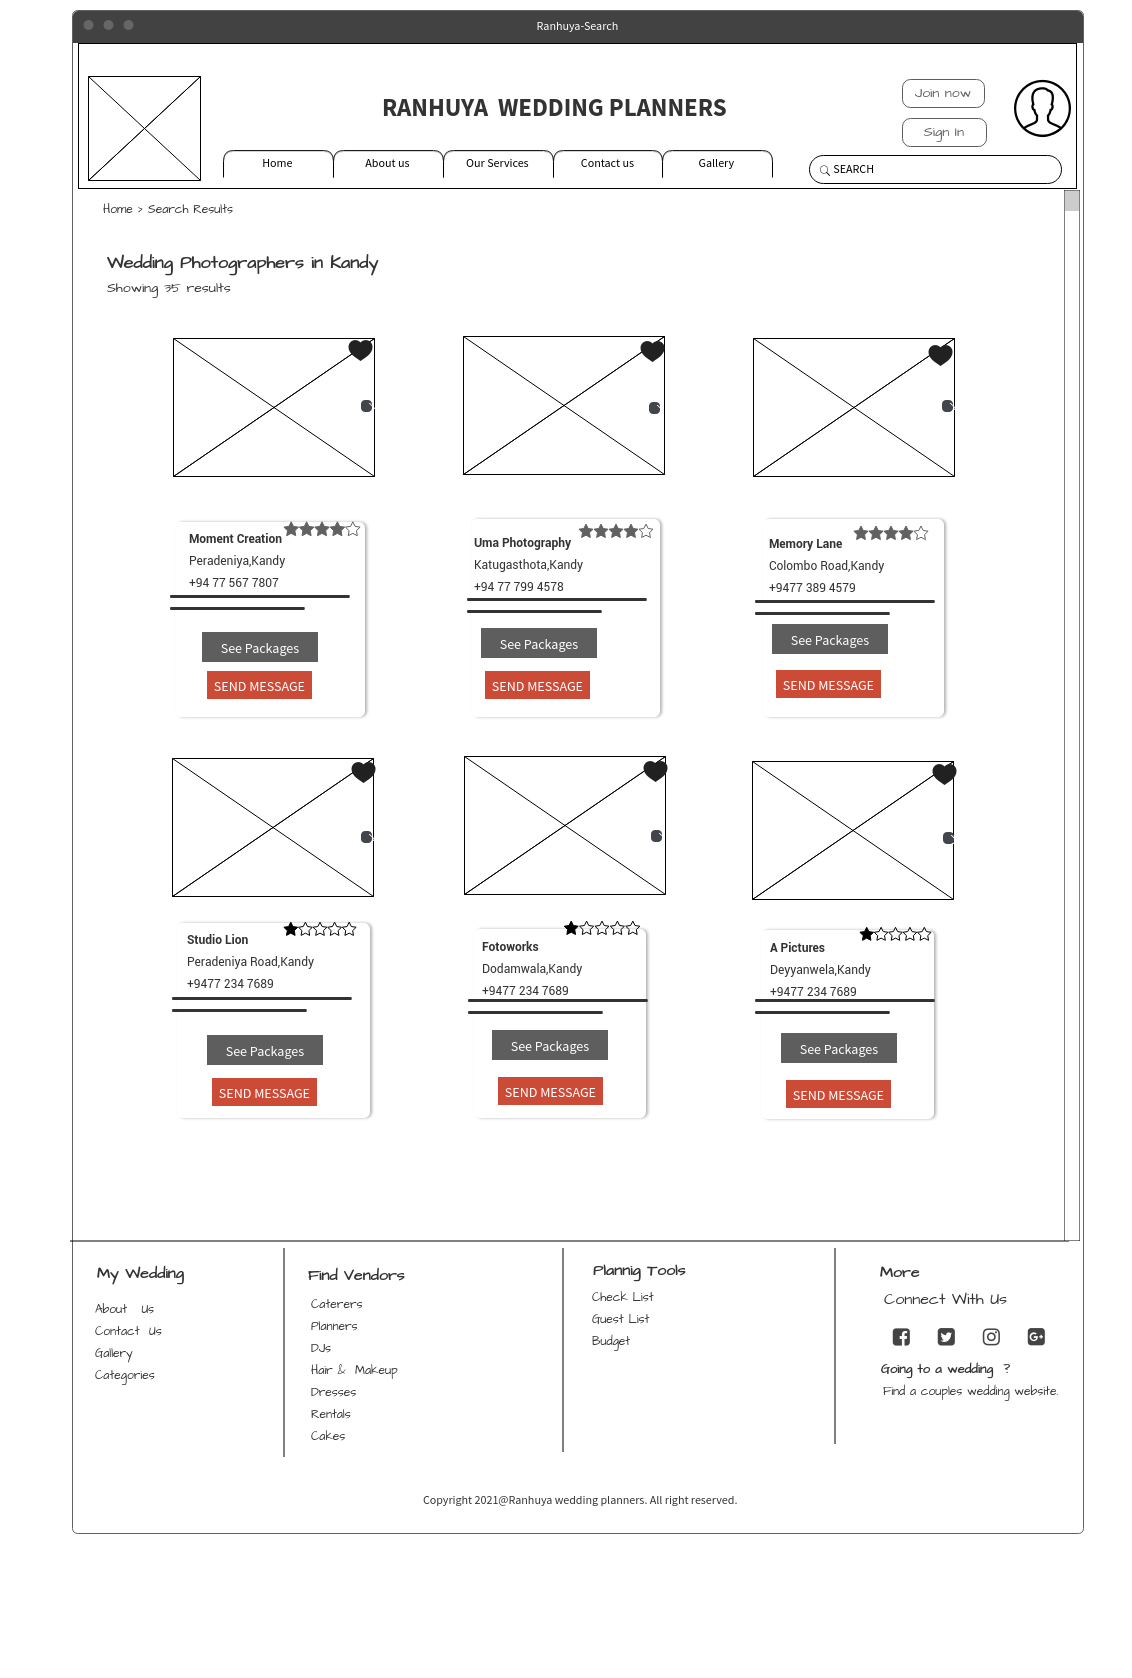 Ranhuya-Search
RANHUYA WEDDING PLANNERS
Join now
Sign In
Home
About us
Our Services
Contact us
Gallery
SEARCH
Home > Search Results
Wedding Photographers in Kandy
Showing 35 results
Moment Creation
Peradeniya,Kandy
+94 77 567 7807
See Packages
SEND MESSAGE
Uma Photography
Katugasthota,Kandy
+94 77 799 4578
See Packages
SEND MESSAGE
Memory Lane
Colombo Road,Kandy
+9477 389 4579
See Packages
SEND MESSAGE
Studio Lion
Peradeniya Road,Kandy
+9477 234 7689
See Packages
SEND MESSAGE
Fotoworks
Dodamwala,Kandy
+9477 234 7689
See Packages
SEND MESSAGE
A Pictures
Deyyanwela,Kandy
+9477 234 7689
See Packages
SEND MESSAGE
My Wedding
About Us
Contact Us
Gallery
Categories
Find Vendors
Caterers
Planners
DJs
Hair & Makeup
Dresses
Rentals
Cakes
Plannig Tools
Check List
Guest List
Budget
More
Connect With Us
Going to a wedding ?
Find a couples wedding website.
Copyright 2021@Ranhuya wedding planners. All right reserved.